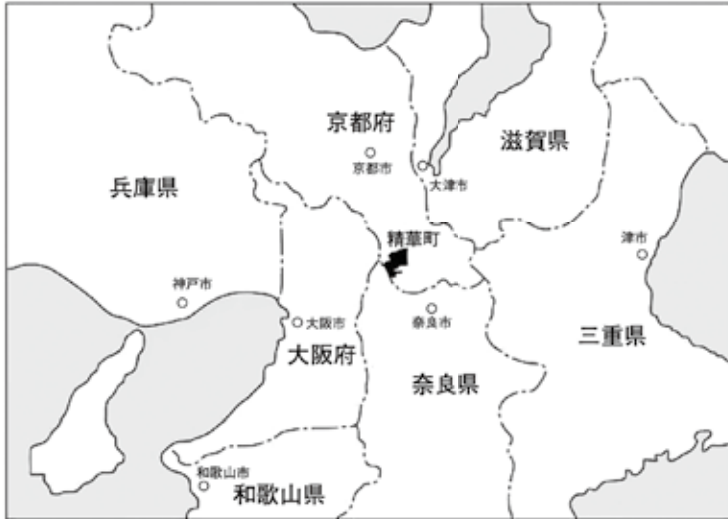 京都府
京都市
滋賀県
大津市
兵庫県
精華町
津市
神戸市
大阪市
大阪府
奈良市
奈良県
三重県
和歌山市
和歌山県